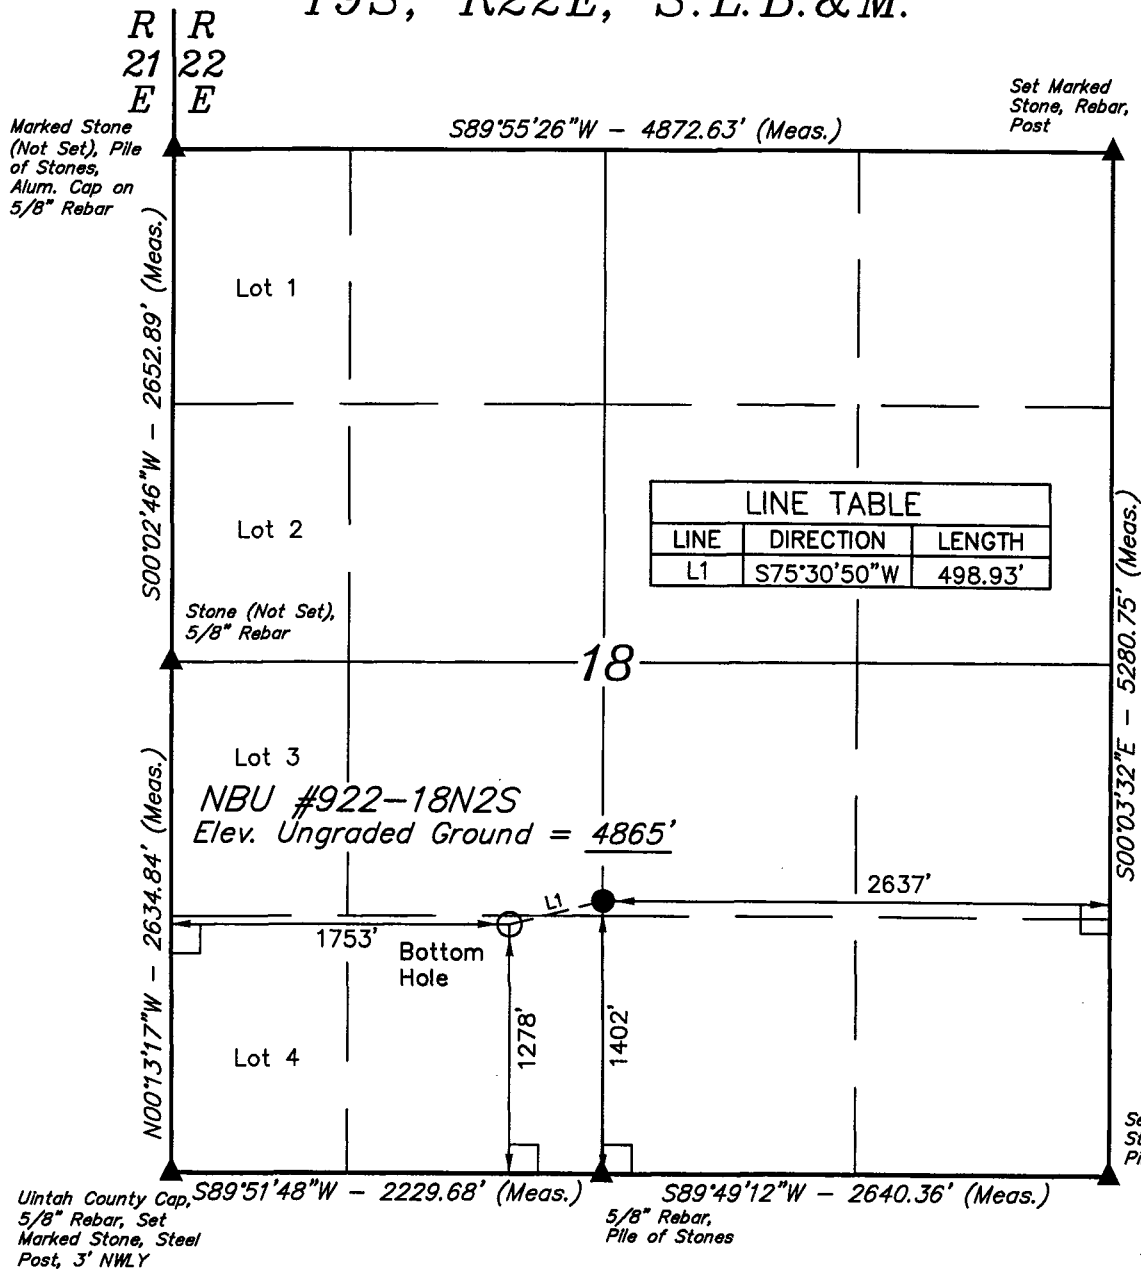 T9S, R22E, S.L.B.&M.
R R
21 22
E E
Set Marked
Stone, Rebar,
Post
Marked Stone
(Not Set), Pile
of Stones,
Alum. Cap on
5/8" Rebar
S89°55'26"W - 4872.63' (Meas.)
S00°02'46"W - 2652.89' (Meas.)
Lot 1
Lot 2
LINE TABLE
LINE DIRECTION LENGTH
L1 S75°30'50"W 498.93'
S00°03'32"E - 5280.75' (Meas.)
Stone (Not Set),
5/8" Rebar
18
Lot 3
NBU #922-18N2S
Elev. Ungraded Ground = 4865'
N00°13'17"W - 2634.84' (Meas.)
L1
2637'
1753'
Bottom
Hole
1278'
1402'
Lot 4
S89°51'48"W - 2229.68' (Meas.)
S89°49'12"W - 2640.36' (Meas.)
Uintah County Cap,
5/8" Rebar, Set
Marked Stone, Steel
Post, 3' NWLY
5/8" Rebar,
Pile of Stones